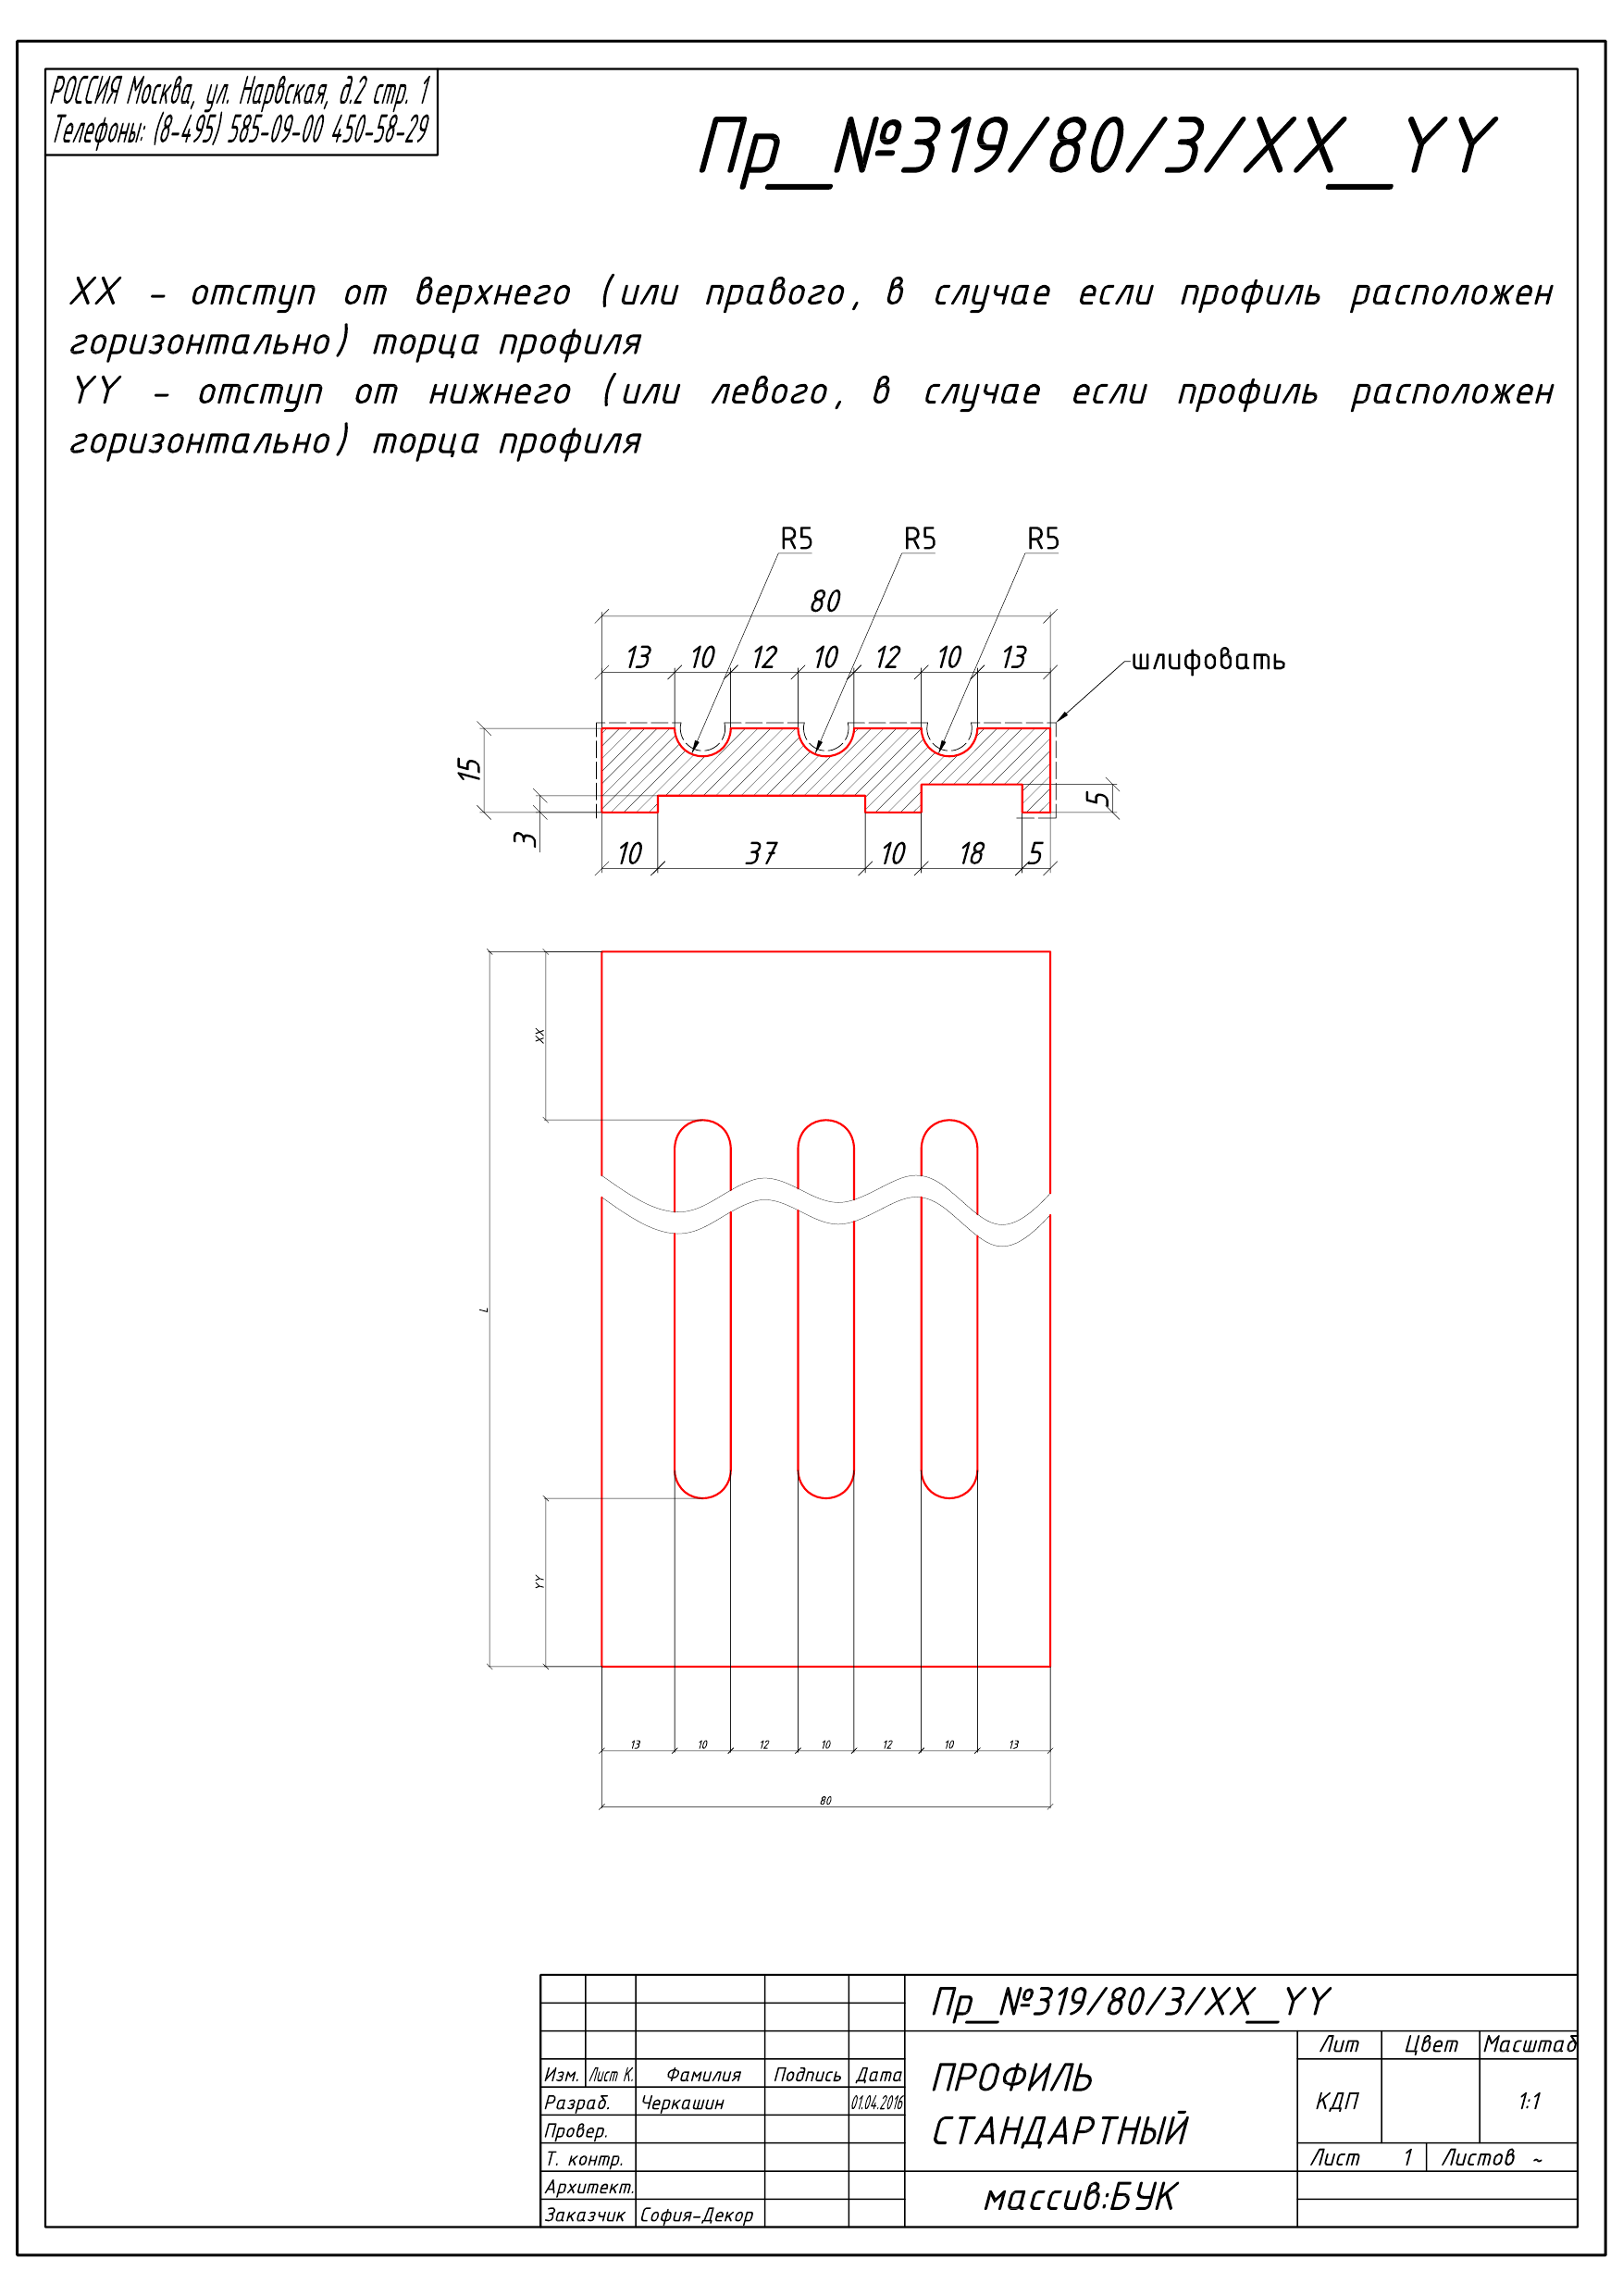 РОССИЯ Москва, ул. Нарвская, д.2 стр. 1
Телефоны: (8-495) 585-09-00 450-58-29
Пр__№319/80/3/XX__YY
XX - отступ от верхнего (или правого, в случае если профиль расположен
горизонтально) торца профиля
YY - отступ от нижнего (или левого, в случае если профиль расположен
горизонтально) торца профиля
R5 R5 R5
80
13 10 12 10 12 10 13
шлифовать
15
3
5
10 37 10 18 5
XX
L
YY
13 10 12 10 12 10 13
80
Пр__№319/80/3/XX__YY
Лит Цвет Масштаб
Изм. Лист К. Фамилия Подпись Дата
ПРОФИЛЬ
СТАНДАРТНЫЙ
Разраб. Черкашин 01.04.2016
КДП 1:1
Провер.
Т. контр.
Лист 1 Листов ~
Архитект.
массив:БУК
Заказчик София-Декор